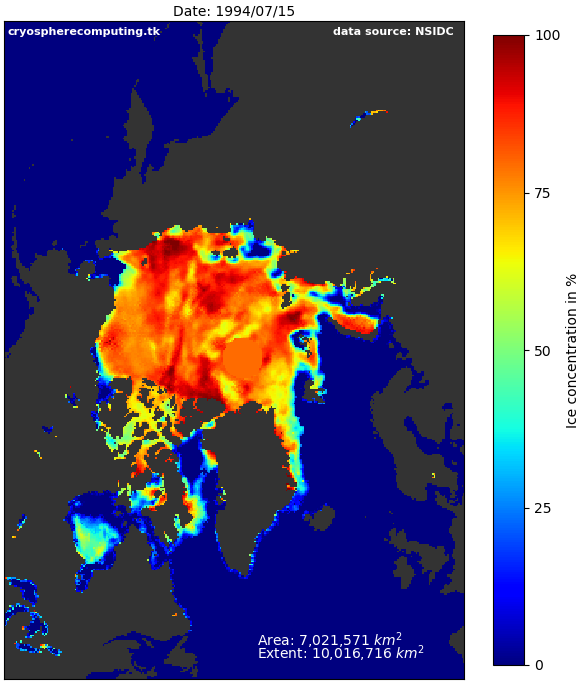 Date: 1994/07/15
cryospherecomputing.tk
data source: NSIDC
100
75
50
25
0
Ice concentration in %
Area: 7,021,571 km²
Extent: 10,016,716 km²